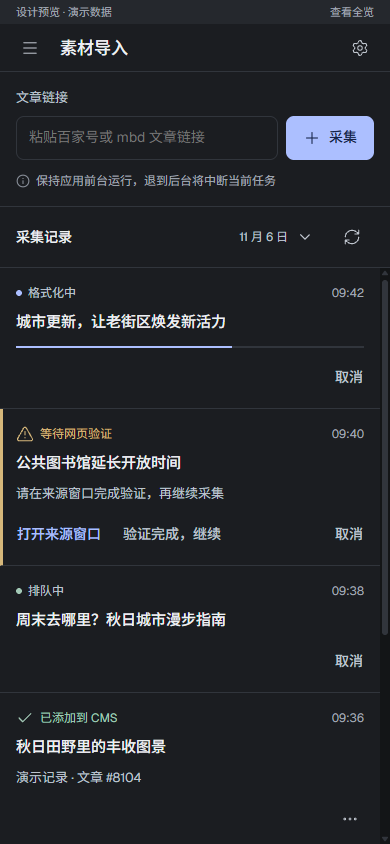 设计预览 · 演示数据 查看全览
素材导入
文章链接
粘贴百家号或 mbd 文章链接
采集
保持应用前台运行，退到后台将中断当前任务
采集记录 11 月 6 日
格式化中 09:42
城市更新，让老街区焕发新活力
取消
等待网页验证 09:40
公共图书馆延长开放时间
请在来源窗口完成验证，再继续采集
打开来源窗口 验证完成，继续 取消
排队中 09:38
周末去哪里？秋日城市漫步指南
取消
已添加到 CMS 09:36
秋日田野里的丰收图景
演示记录 · 文章 #8104